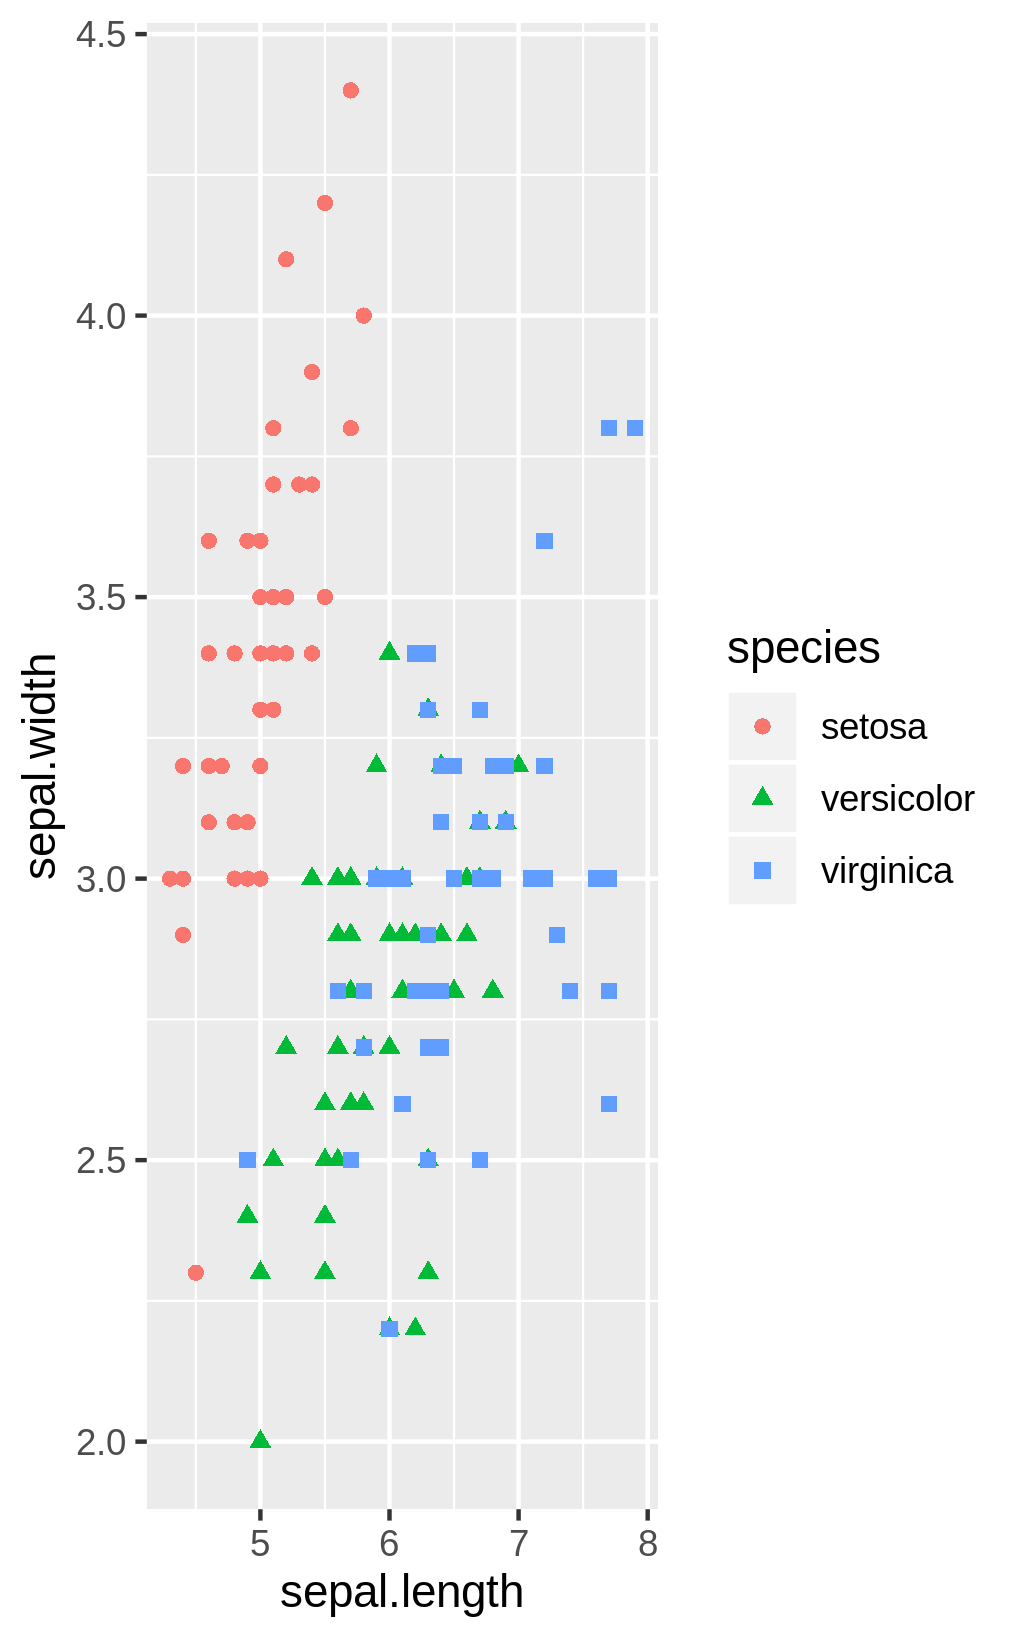 4.5
4.0
3.5
3.0
2.5
2.0
sepal.width
5 6 7 8
sepal.length
species
setosa
versicolor
virginica